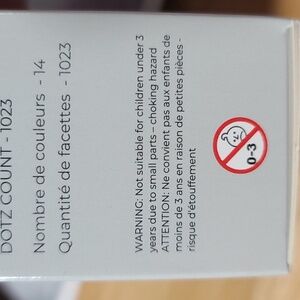 DOTZ COUNT - 1023
Nombre de couleurs - 14
Quantité de facettes - 1023
WARNING: Not suitable for children under 3
years due to small parts – choking hazard
ATTENTION: Ne convient pas aux enfants de
moins de 3 ans en raison de petites pièces -
risque d'étouffement
0-3